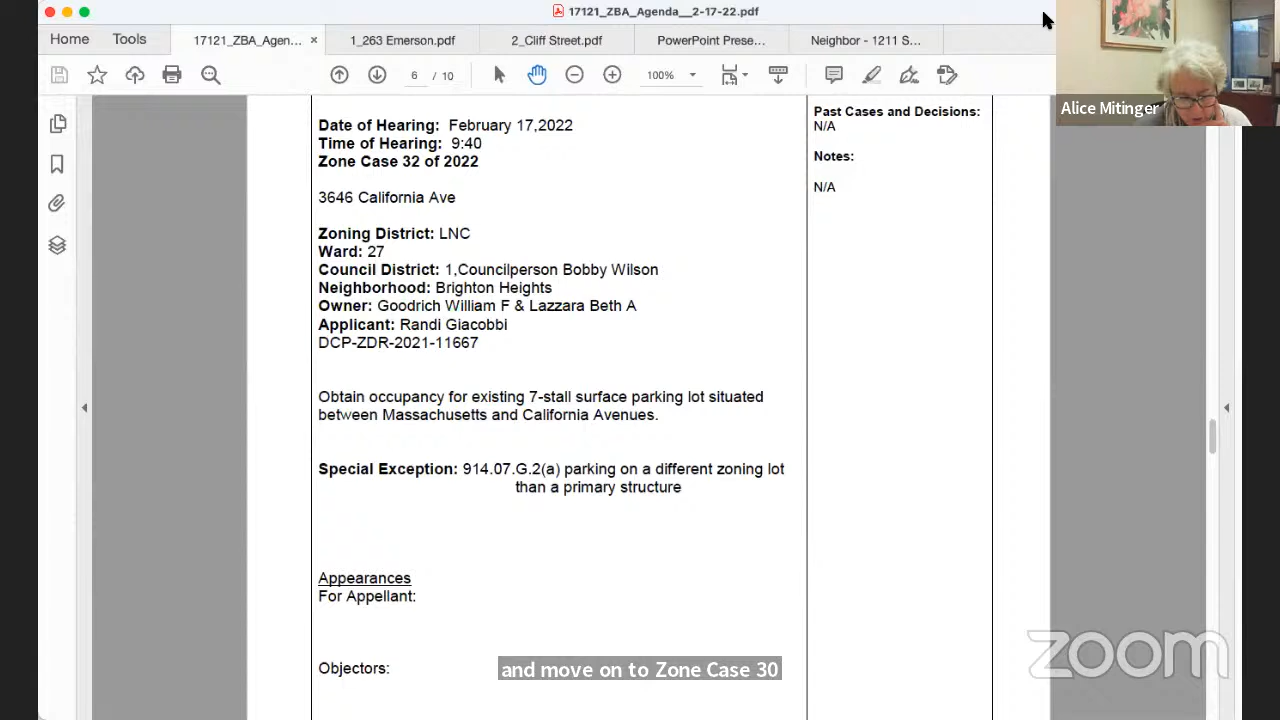 17121_ZBA_Agenda__2-17-22.pdf
Home
Tools
17121_ZBA_Agen...
1_263 Emerson.pdf
2_Cliff Street.pdf
PowerPoint Prese...
Neighbor - 1211 S...
6 / 10
100%
Alice Mitinger
Date of Hearing: February 17,2022
Time of Hearing: 9:40
Zone Case 32 of 2022
3646 California Ave
Zoning District: LNC
Ward: 27
Council District: 1,Councilperson Bobby Wilson
Neighborhood: Brighton Heights
Owner: Goodrich William F & Lazzara Beth A
Applicant: Randi Giacobbi
DCP-ZDR-2021-11667
Obtain occupancy for existing 7-stall surface parking lot situated
between Massachusetts and California Avenues.
Special Exception: 914.07.G.2(a) parking on a different zoning lot
than a primary structure
Appearances
For Appellant:
Objectors:
Past Cases and Decisions:
N/A
Notes:
N/A
and move on to Zone Case 30
zoom